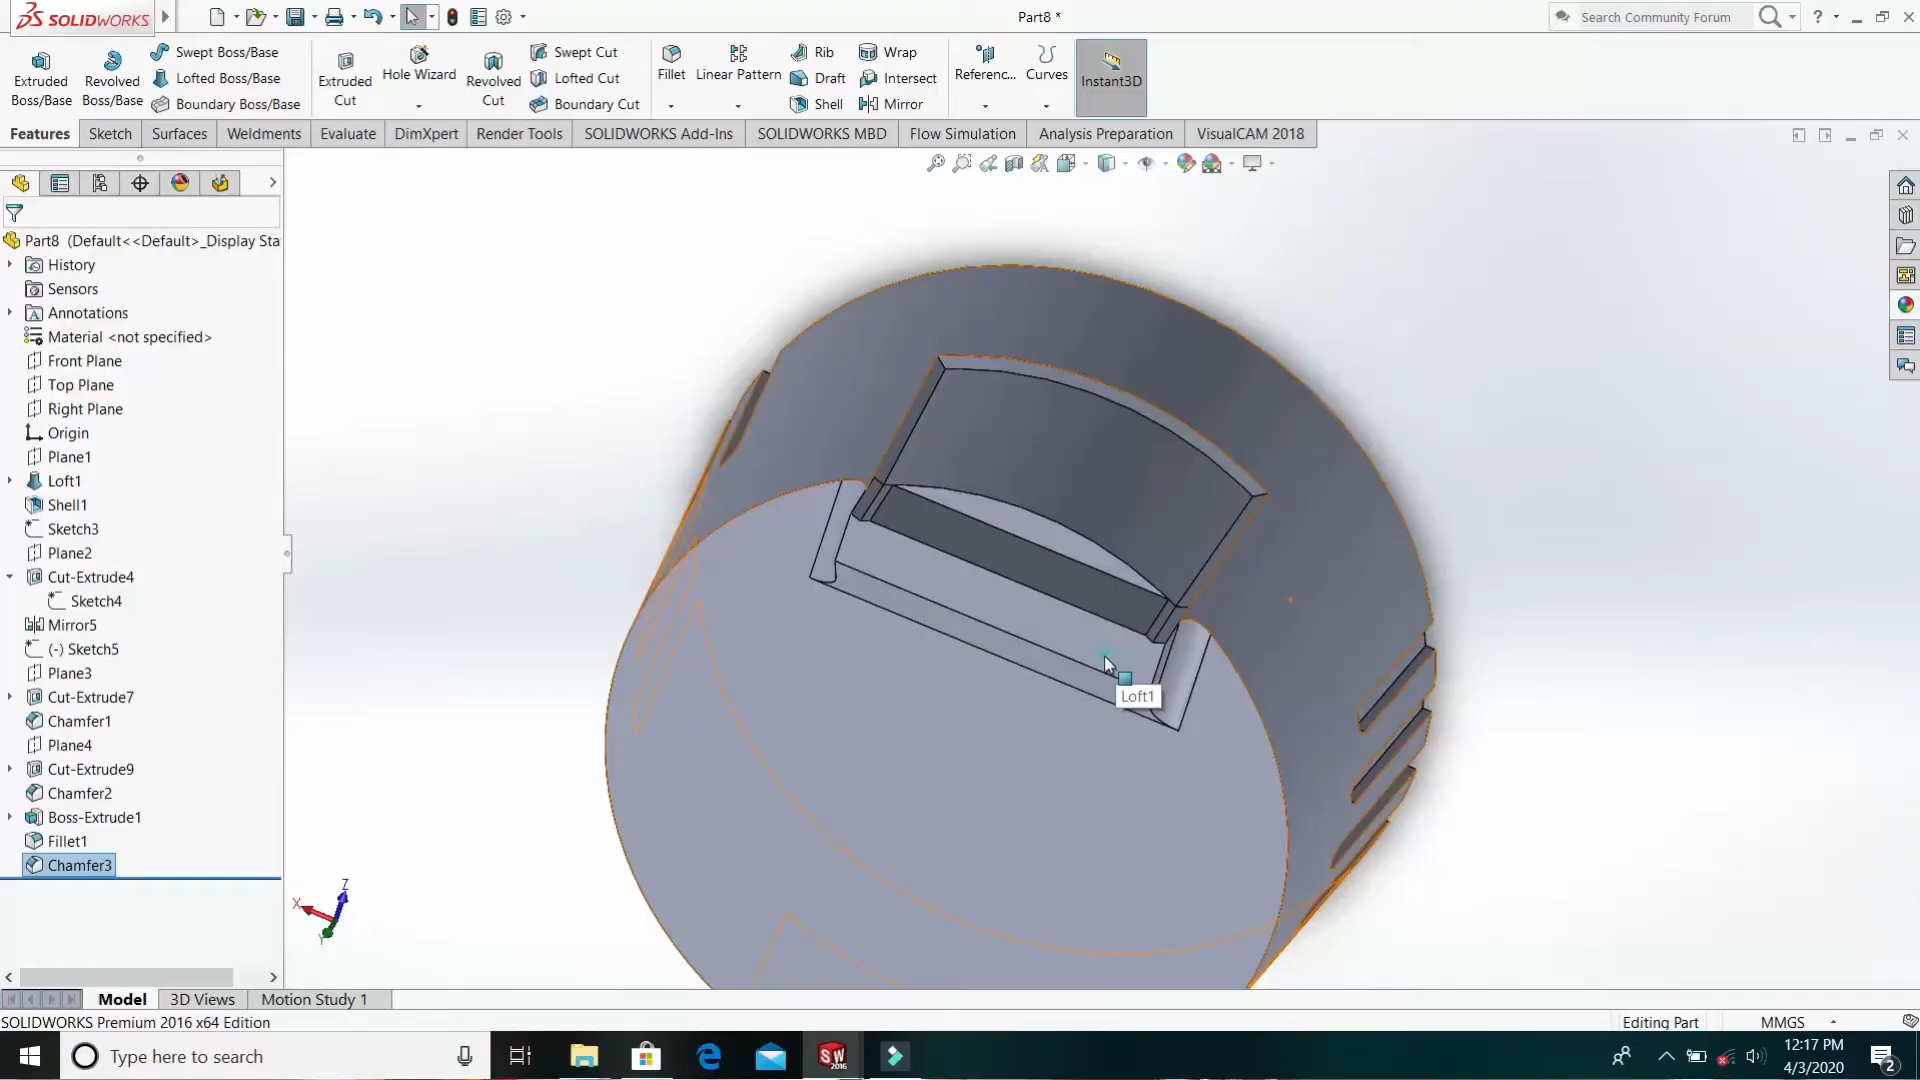 SOLIDWORKS
Part8 *
Search Community Forum
Extruded Boss/Base
Revolved Boss/Base
Swept Boss/Base
Lofted Boss/Base
Boundary Boss/Base
Extruded Cut
Hole Wizard
Revolved Cut
Swept Cut
Lofted Cut
Boundary Cut
Fillet
Linear Pattern
Rib
Draft
Shell
Wrap
Intersect
Mirror
Referenc...
Curves
Instant3D
Features
Sketch
Surfaces
Weldments
Evaluate
DimXpert
Render Tools
SOLIDWORKS Add-Ins
SOLIDWORKS MBD
Flow Simulation
Analysis Preparation
VisualCAM 2018
Part8 (Default<<Default>_Display Sta
History
Sensors
Annotations
Material <not specified>
Front Plane
Top Plane
Right Plane
Origin
Plane1
Loft1
Shell1
Sketch3
Plane2
Cut-Extrude4
Sketch4
Mirror5
(-) Sketch5
Plane3
Cut-Extrude7
Chamfer1
Plane4
Cut-Extrude9
Chamfer2
Boss-Extrude1
Fillet1
Chamfer3
Loft1
Z
X
Y
Model
3D Views
Motion Study 1
SOLIDWORKS Premium 2016 x64 Edition
Editing Part
MMGS
Type here to search
SW
2016
12:17 PM
4/3/2020
2